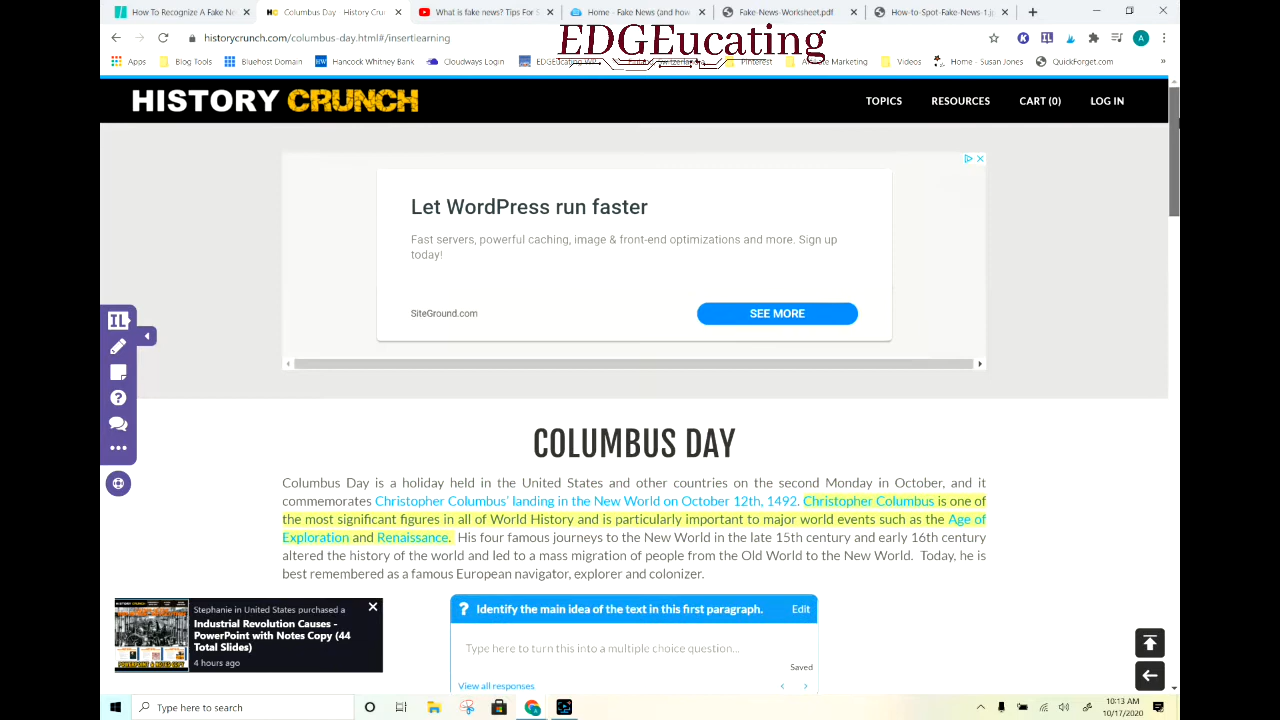 How To Recognize A Fake Ne
Columbus Day - History Crunch
What is fake news? Tips For S
Home - Fake News (and how
Fake-News-Worksheet.pdf
How-to-Spot-Fake-News-1.j
historycrunch.com/columbus-day.html#/insertlearning
A
EDGEucating
Apps
Blog Tools
Bluehost Domain
HW Hancock Whitney Bank
Cloudways Login
EDGEucating WP
Pinterest
Affiliate Marketing
Videos
Home - Susan Jones
QuickForget.com
HISTORY CRUNCH
TOPICS RESOURCES CART (0) LOG IN
Let WordPress run faster
Fast servers, powerful caching, image & front-end optimizations and more. Sign up
today!
SiteGround.com
SEE MORE
IL
COLUMBUS DAY
Columbus Day is a holiday held in the United States and other countries on the second Monday in October, and it
commemorates Christopher Columbus' landing in the New World on October 12th, 1492. Christopher Columbus is one of
the most significant figures in all of World History and is particularly important to major world events such as the Age of
Exploration and Renaissance. His four famous journeys to the New World in the late 15th century and early 16th century
altered the history of the world and led to a mass migration of people from the Old World to the New World. Today, he is
best remembered as a famous European navigator, explorer and colonizer.
Stephanie in United States purchased a
Industrial Revolution Causes -
PowerPoint with Notes Copy (44
Total Slides)
4 hours ago
? Identify the main idea of the text in this first paragraph. Edit
Type here to turn this into a multiple choice question...
Saved
View all responses
Type here to search
10:13 AM
10/17/2020